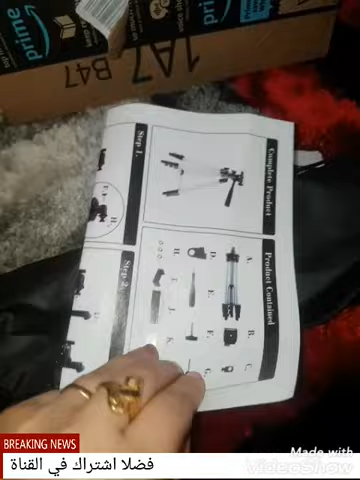 prime
prime
1A7 B47
Complete Product
Step 1.
Product Contained
Step 2.
A.
B.
C.
D.
E.
F.
G.
H.
I.
J.
K.
BREAKING NEWS
فضلا اشتراك في القناة
Made with
VideoShow